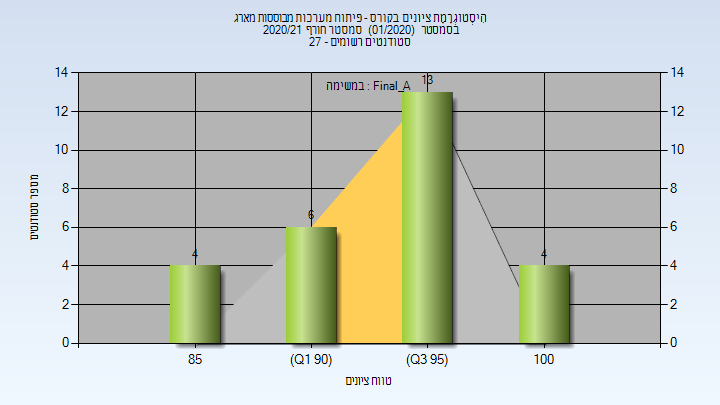 היסטוגרמת ציונים בקורס - פיתוח מערכות מבוססות מארג
בסמסטר (01/2020) סמסטר חורף 2020/21
סטודנטים רשומים - 27
במשימה : Final_A
14 14
12 12
10 10
8 8
6 6
4 4
2 2
0 0
4 6 13 4
85 (Q1 90) (Q3 95) 100
מספר סטודנטים
טווח ציונים